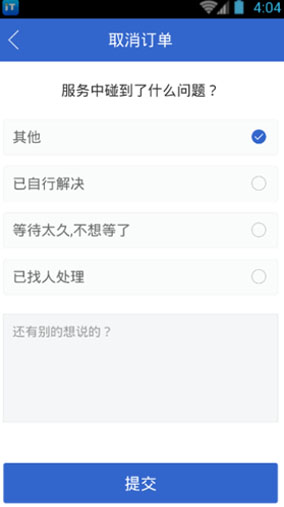 iT
4:04
取消订单
服务中碰到了什么问题？
其他
已自行解决
等待太久,不想等了
已找人处理
还有别的想说的？
提交